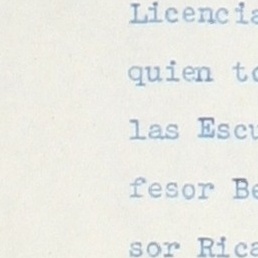 Licencia
quien to
las Escu
fesor Be
sor Rica